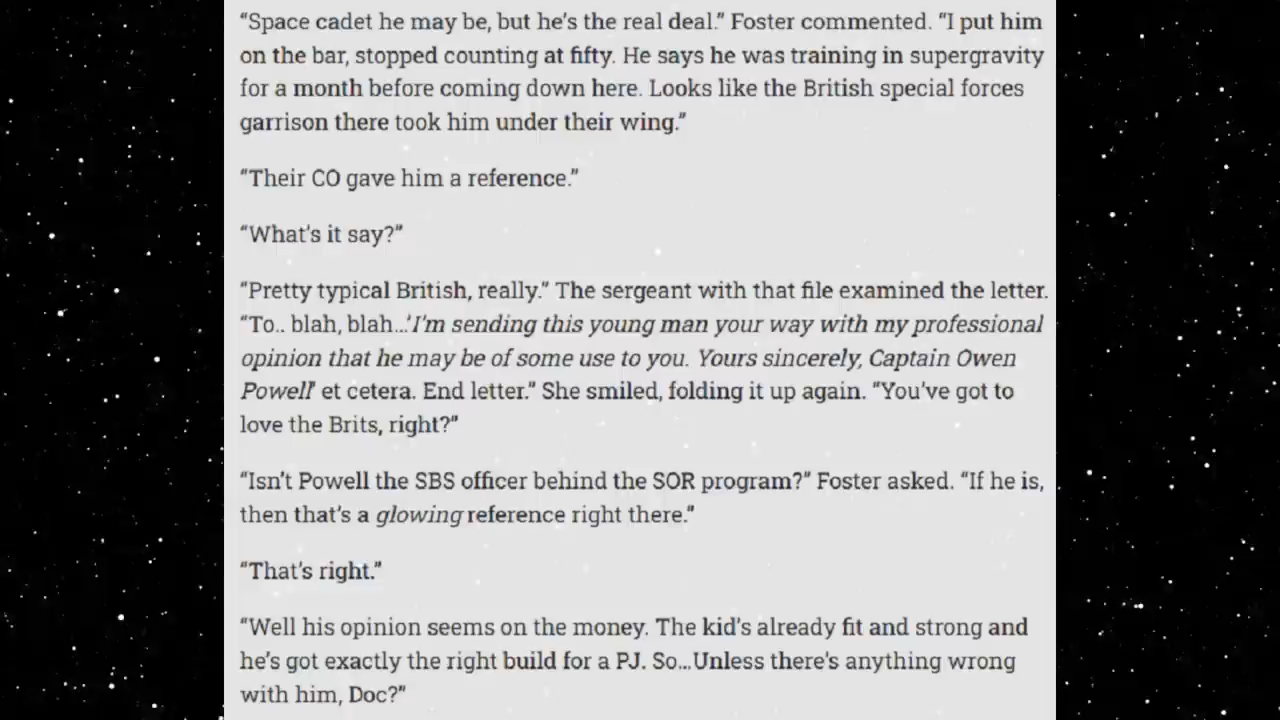 “Space cadet he may be, but he’s the real deal.” Foster commented. “I put him
on the bar, stopped counting at fifty. He says he was training in supergravity
for a month before coming down here. Looks like the British special forces
garrison there took him under their wing.”
“Their CO gave him a reference.”
“What’s it say?”
“Pretty typical British, really.” The sergeant with that file examined the letter.
“To.. blah, blah...‘I’m sending this young man your way with my professional
opinion that he may be of some use to you. Yours sincerely, Captain Owen
Powell’ et cetera. End letter.” She smiled, folding it up again. “You’ve got to
love the Brits, right?”
“Isn’t Powell the SBS officer behind the SOR program?” Foster asked. “If he is,
then that’s a glowing reference right there.”
“That’s right.”
“Well his opinion seems on the money. The kid’s already fit and strong and
he’s got exactly the right build for a PJ. So...Unless there’s anything wrong
with him, Doc?”